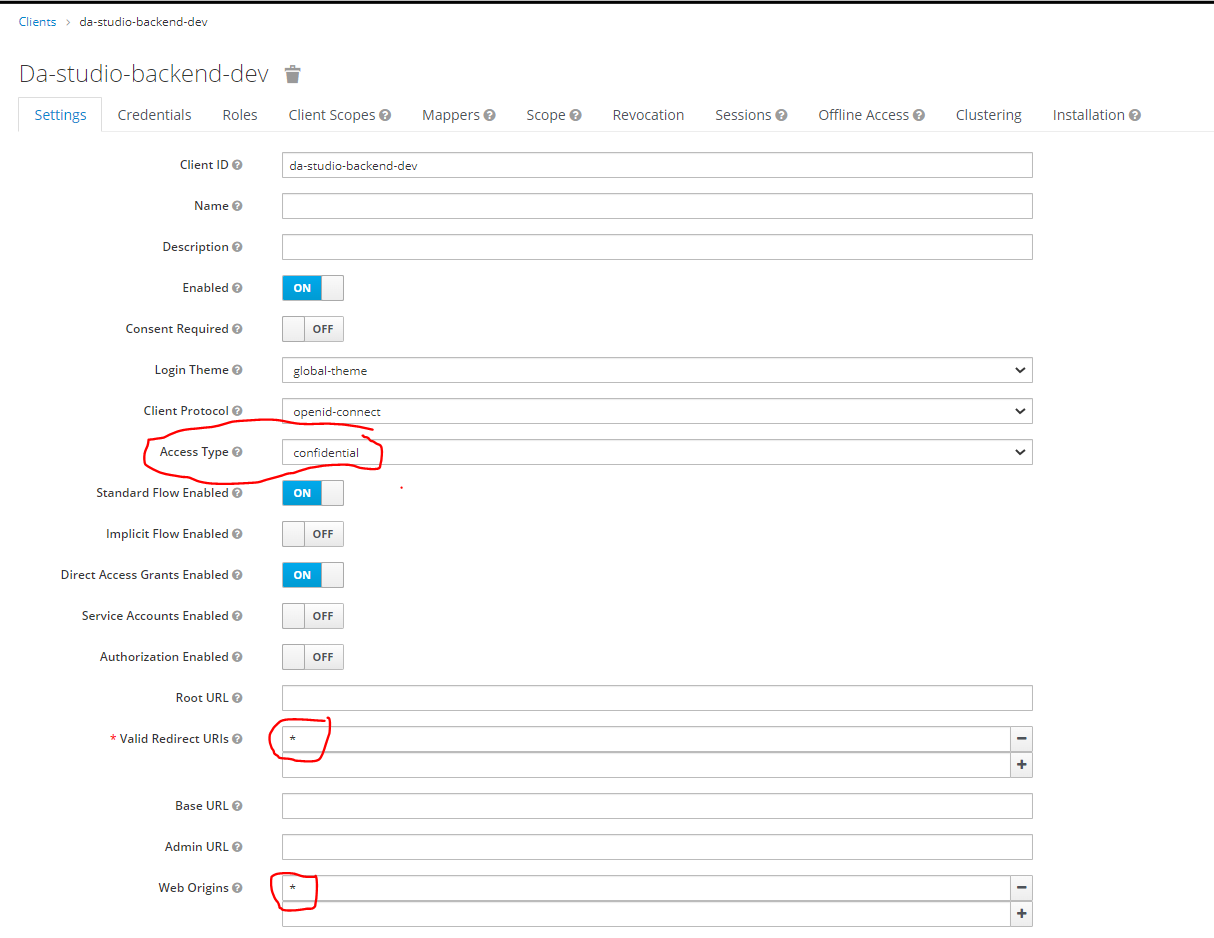 Clients > da-studio-backend-dev
Da-studio-backend-dev
Settings Credentials Roles Client Scopes Mappers Scope Revocation Sessions Offline Access Clustering Installation
Client ID da-studio-backend-dev
Name
Description
Enabled ON
Consent Required OFF
Login Theme global-theme
Client Protocol openid-connect
Access Type confidential
Standard Flow Enabled ON
Implicit Flow Enabled OFF
Direct Access Grants Enabled ON
Service Accounts Enabled OFF
Authorization Enabled OFF
Root URL
* Valid Redirect URIs *
Base URL
Admin URL
Web Origins *